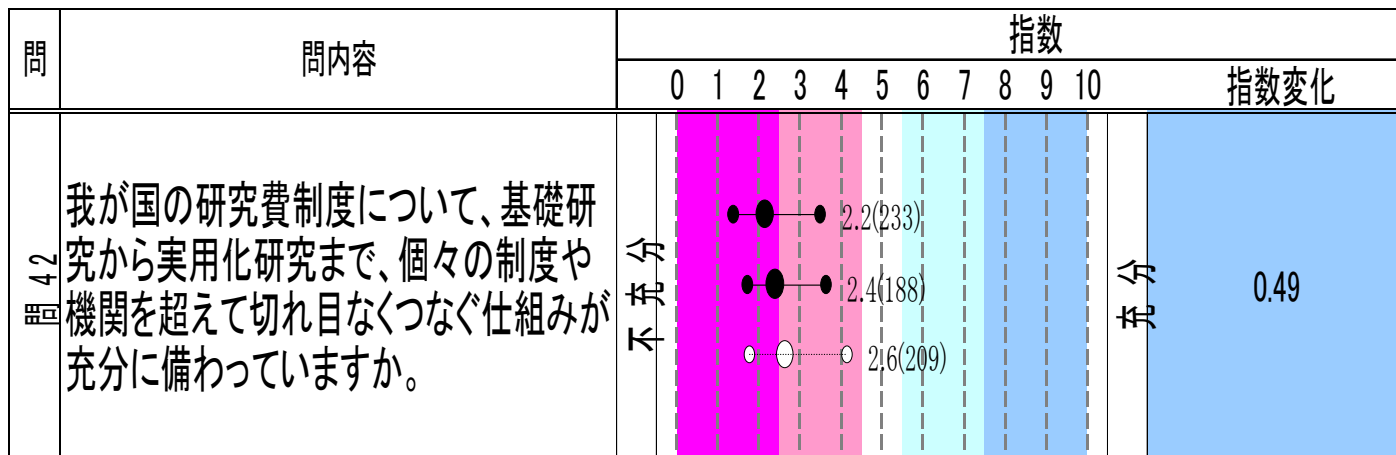 問
問内容
指数
0 1 2 3 4 5 6 7 8 9 10
指数変化
問42
我が国の研究費制度について、基礎研
究から実用化研究まで、個々の制度や
機関を超えて切れ目なくつなぐ仕組みが
充分に備わっていますか。
不充分
2.2(233)
2.4(188)
2.6(209)
充分
0.49